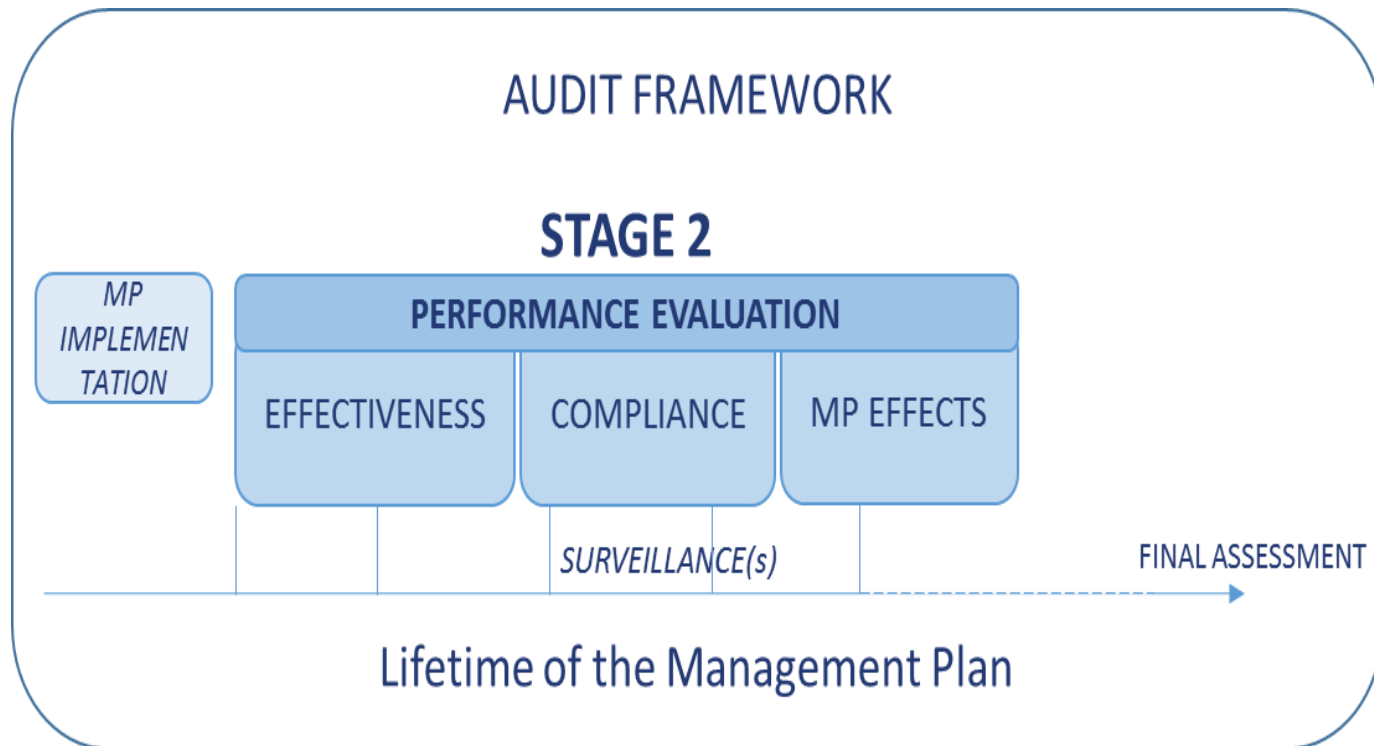 AUDIT FRAMEWORK
STAGE 2
MP
IMPLEMEN
TATION
PERFORMANCE EVALUATION
EFFECTIVENESS
COMPLIANCE
MP EFFECTS
SURVEILLANCE(s)
FINAL ASSESSMENT
Lifetime of the Management Plan